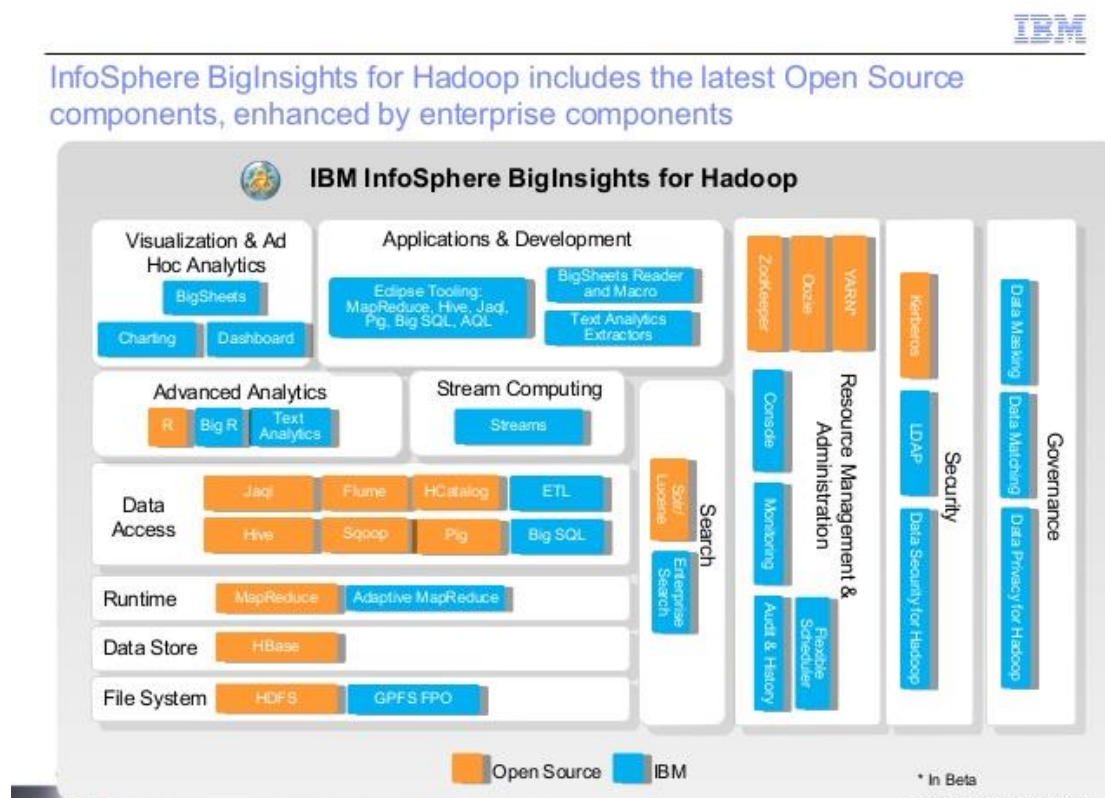 IBM
InfoSphere BigInsights for Hadoop includes the latest Open Source
components, enhanced by enterprise components
IBM InfoSphere BigInsights for Hadoop
Visualization & Ad
Hoc Analytics
BigSheets
Charting
Dashboard
Applications & Development
Eclipse Tooling:
MapReduce, Hive, Jaql,
Pig, Big SQL, AQL
BigSheets Reader
and Macro
Text Analytics
Extractors
Advanced Analytics
R
Big R
Text
Analytics
Stream Computing
Streams
Data
Access
Jaql
Flume
HCatalog
ETL
Hive
Sqoop
Pig
Big SQL
Runtime
MapReduce
Adaptive MapReduce
Data Store
HBase
File System
HDFS
GPFS FPO
Solr/
Lucene
Enterprise
Search
Search
ZooKeeper
Oozie
YARN*
Console
Monitoring
Audit & History
Flexible
Scheduler
Resource Management &
Administration
Kerberos
LDAP
Data Security for Hadoop
Security
Data Masking
Data Matching
Data Privacy for Hadoop
Governance
Open Source
IBM
* In Beta